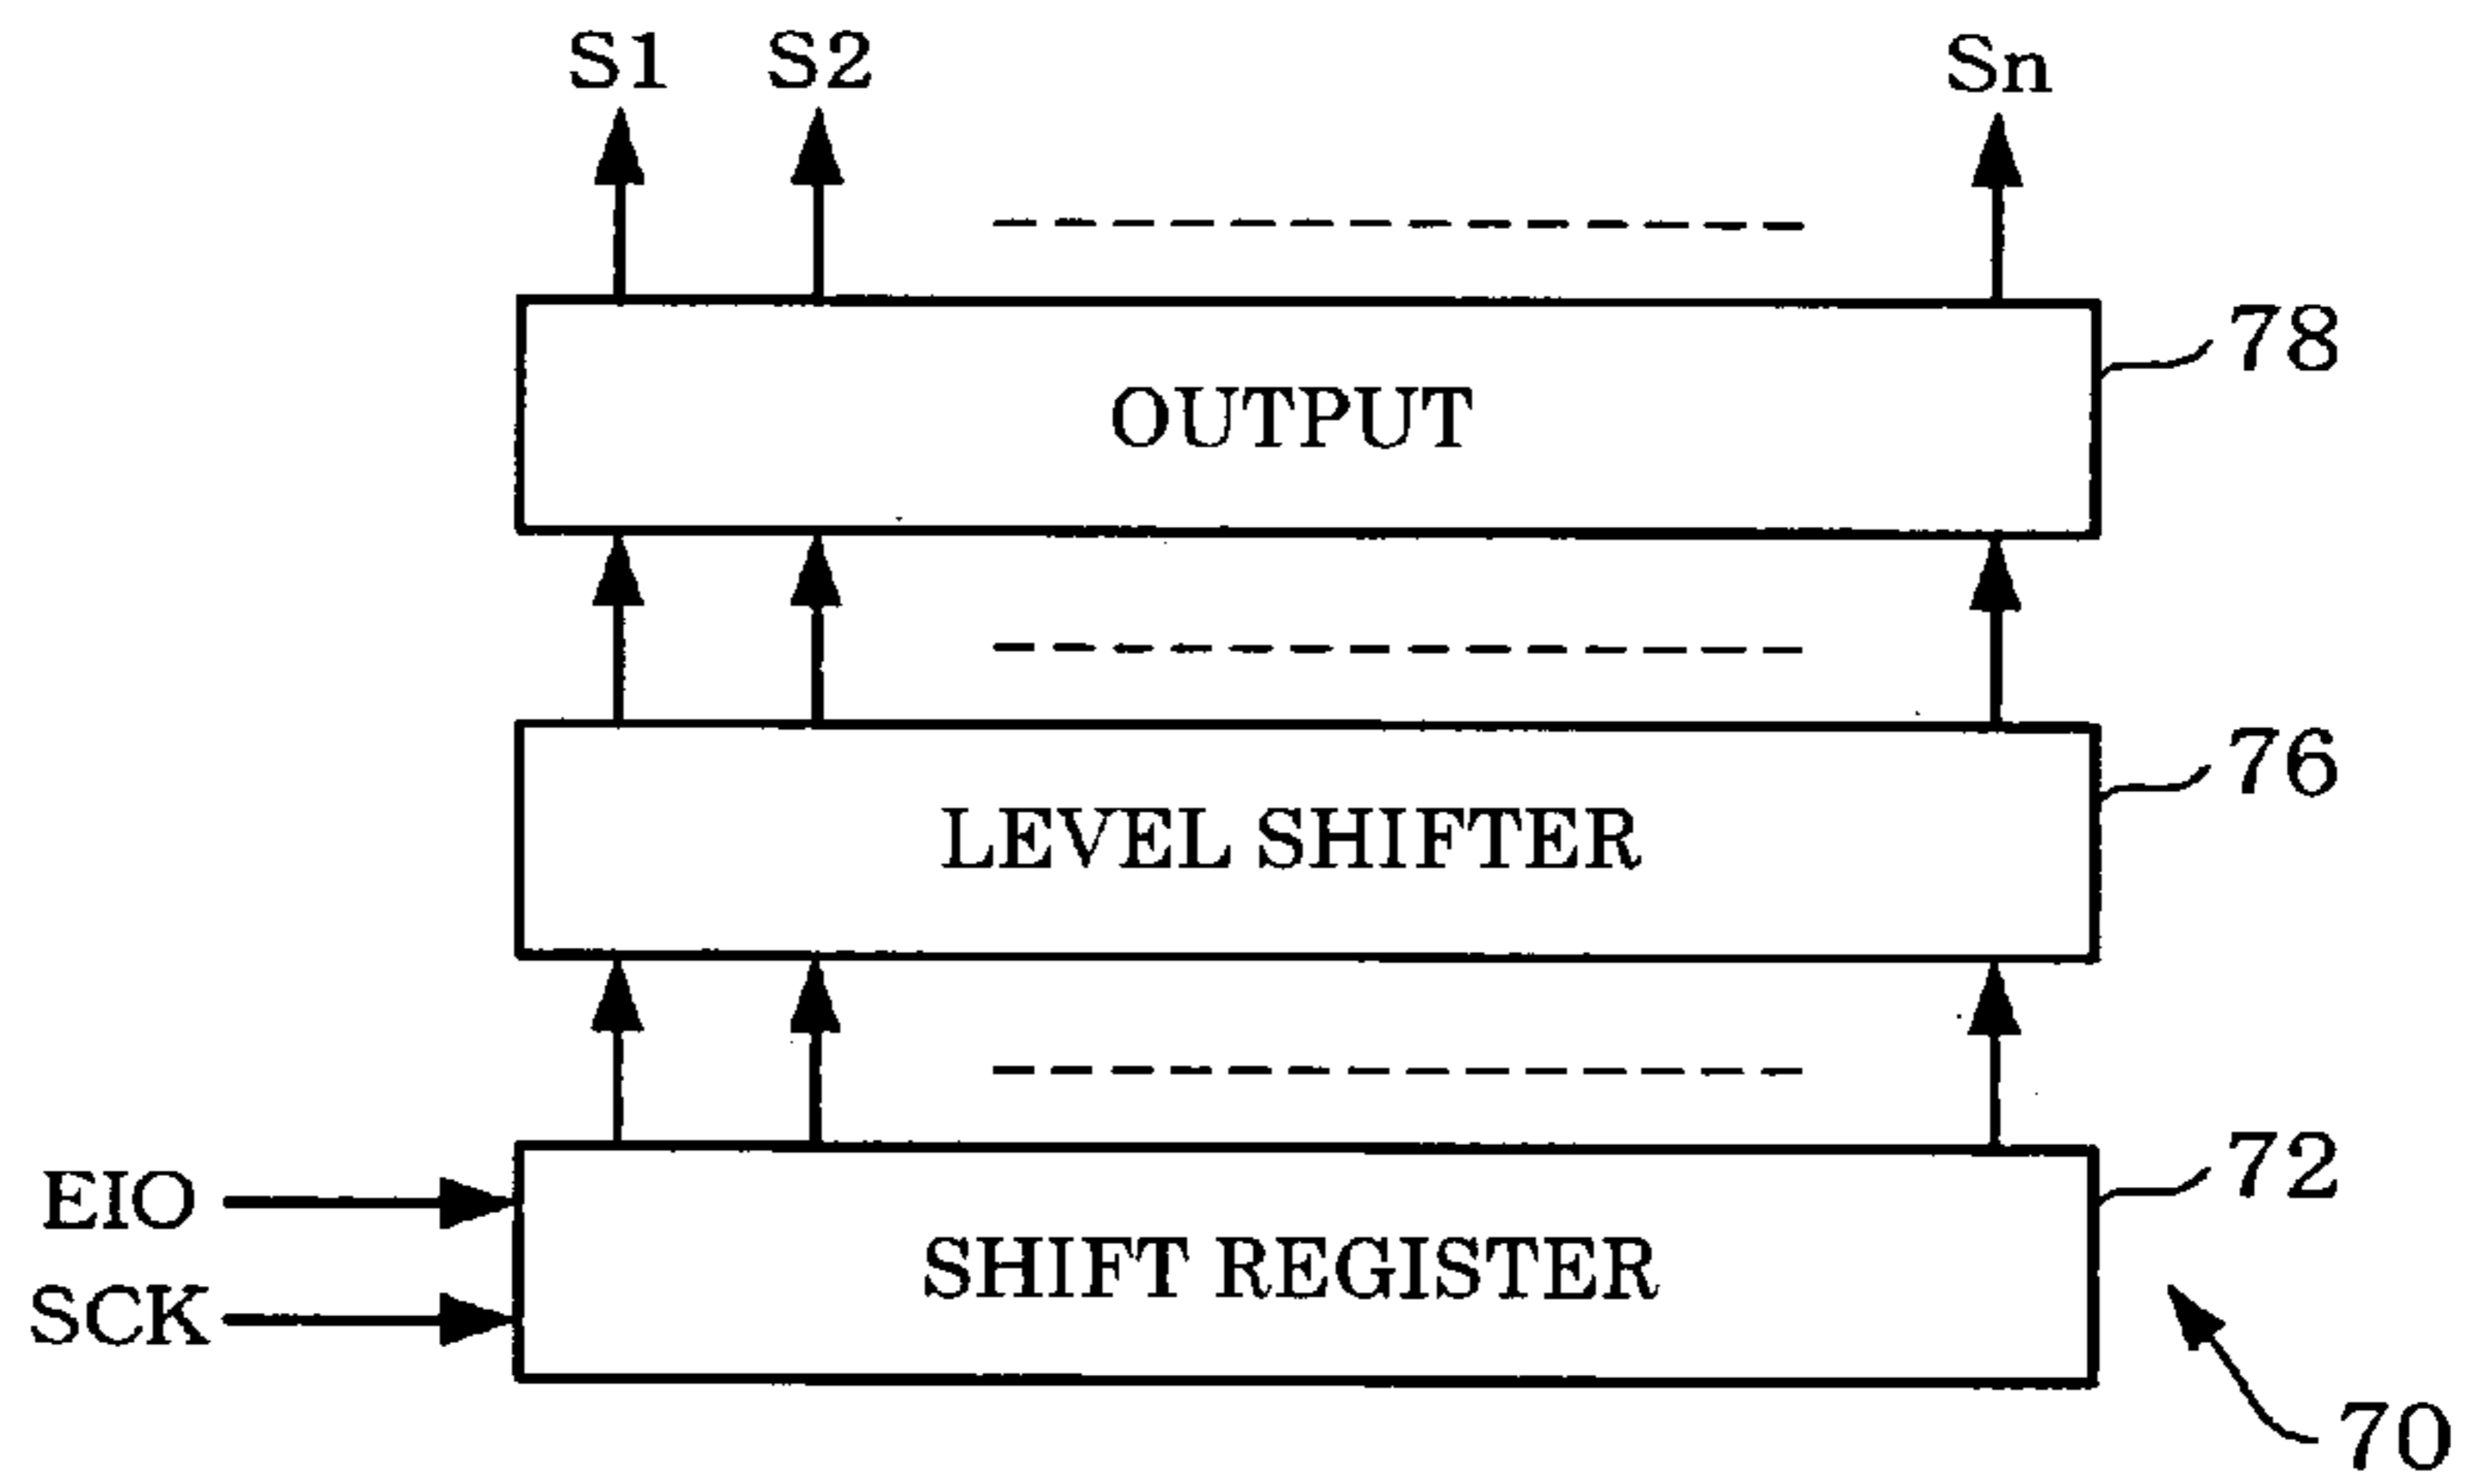 S1 S2 Sn
78
OUTPUT
76
LEVEL SHIFTER
72
EIO
SHIFT REGISTER
SCK
70